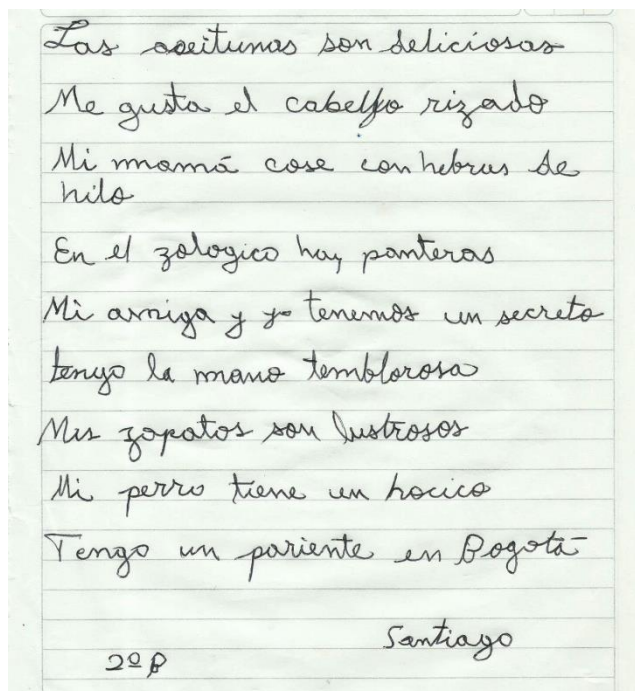 Las aceitunas son deliciosas
Me gusta el cabello rizado
Mi mamá cose con hebras de
hilo
En el zologico hay panteras
Mi amiga y yo tenemos un secreto
tengo la mano temblorosa
Mis zapatos son lustrosos
Mi perro tiene un hocico
Tengo un pariente en Bogotá
Santiago
2º B